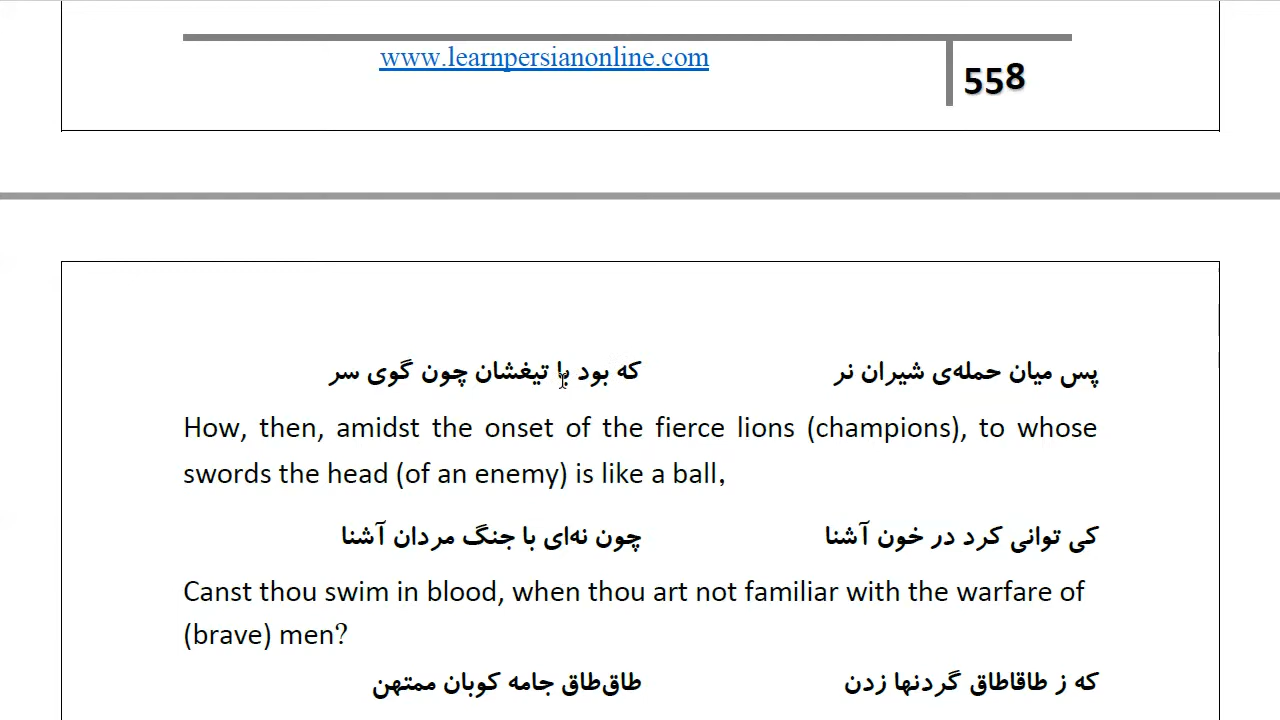 www.learnpersianonline.com
558
پس میان حمله‌ی شیران نر که بود با تیغشان چون گوی سر
How, then, amidst the onset of the fierce lions (champions), to whose
swords the head (of an enemy) is like a ball,
کی توانی کرد در خون آشنا چون نه‌ای با جنگ مردان آشنا
Canst thou swim in blood, when thou art not familiar with the warfare of
(brave) men?
که ز طاقاطاق گردنها زدن طاق‌طاق جامه کوبان ممتهن